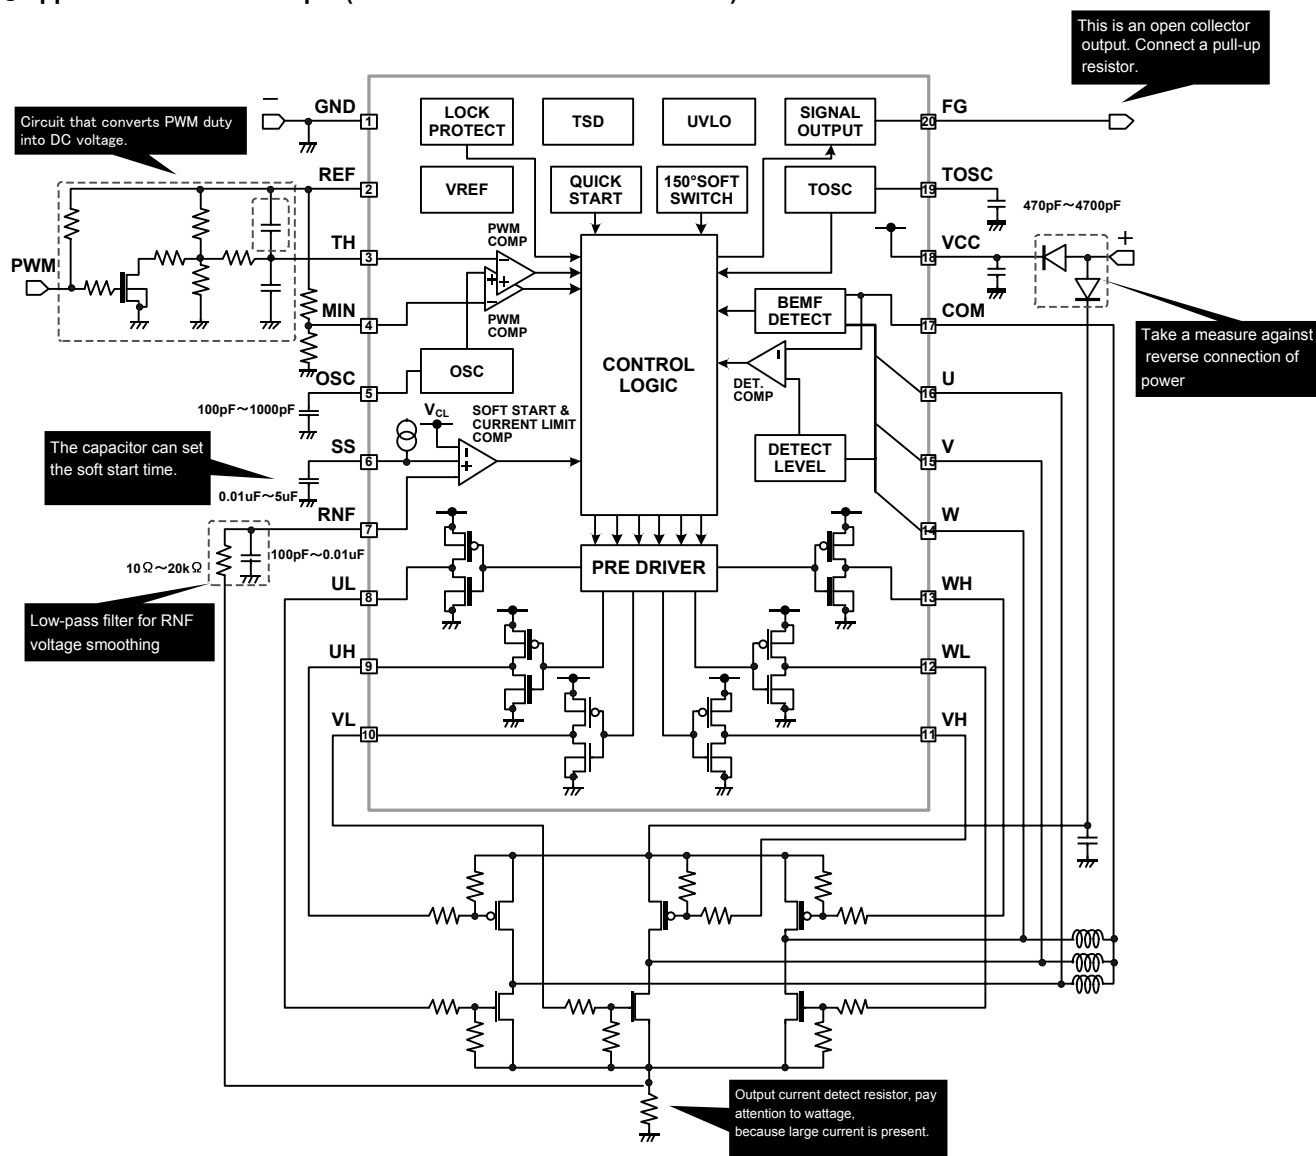 This is an open collector
output. Connect a pull-up
resistor.
Circuit that converts PWM duty
into DC voltage.
GND
1
REF
2
TH
3
PWM
MIN
4
OSC
5
100pF～1000pF
The capacitor can set
the soft start time.
SS
6
0.01uF～5uF
RNF
7
100pF～0.01uF
10Ω～20kΩ
Low-pass filter for RNF
voltage smoothing
UL
8
UH
9
VL
10
LOCK
PROTECT
TSD
UVLO
SIGNAL
OUTPUT
VREF
QUICK
START
150°SOFT
SWITCH
TOSC
PWM
COMP
PWM
COMP
OSC
CONTROL
LOGIC
BEMF
DETECT
DET.
COMP
DETECT
LEVEL
VCL
SOFT START &
CURRENT LIMIT
COMP
PRE DRIVER
FG
20
TOSC
19
470pF～4700pF
VCC
18
COM
17
Take a measure against
reverse connection of
power
U
16
V
15
W
14
WH
13
WL
12
VH
11
Output current detect resistor, pay
attention to wattage,
because large current is present.